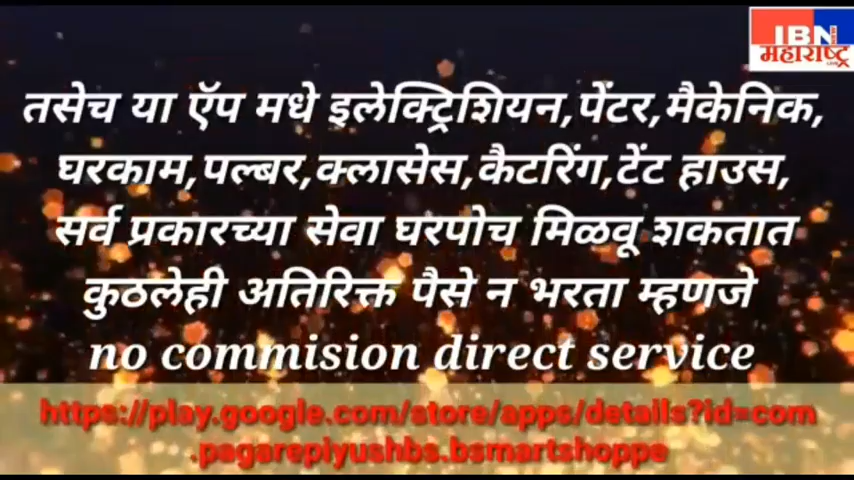 IBN
महाराष्ट्र
तसेच या ऍप मधे इलेक्ट्रिशियन,पेंटर,मैकेनिक,
घरकाम,पल्बर,क्लासेस,कैटरिंग,टेंट हाउस,
सर्व प्रकारच्या सेवा घरपोच मिळवू शकतात
कुठलेही अतिरिक्त पैसे न भरता म्हणजे
no commision direct service
https://play.google.com/store/apps/details?id=com
.pagarepiyushbs.bsmartshoppe